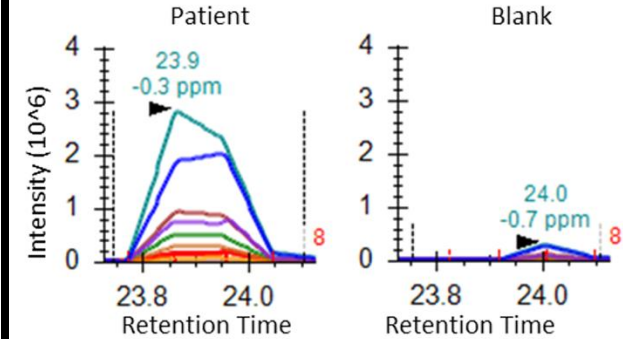 Patient
Intensity (10^6)
4
3
2
1
0
23.9
-0.3 ppm
8
23.8
24.0
Retention Time
Blank
4
3
2
1
0
24.0
-0.7 ppm
8
23.8
24.0
Retention Time